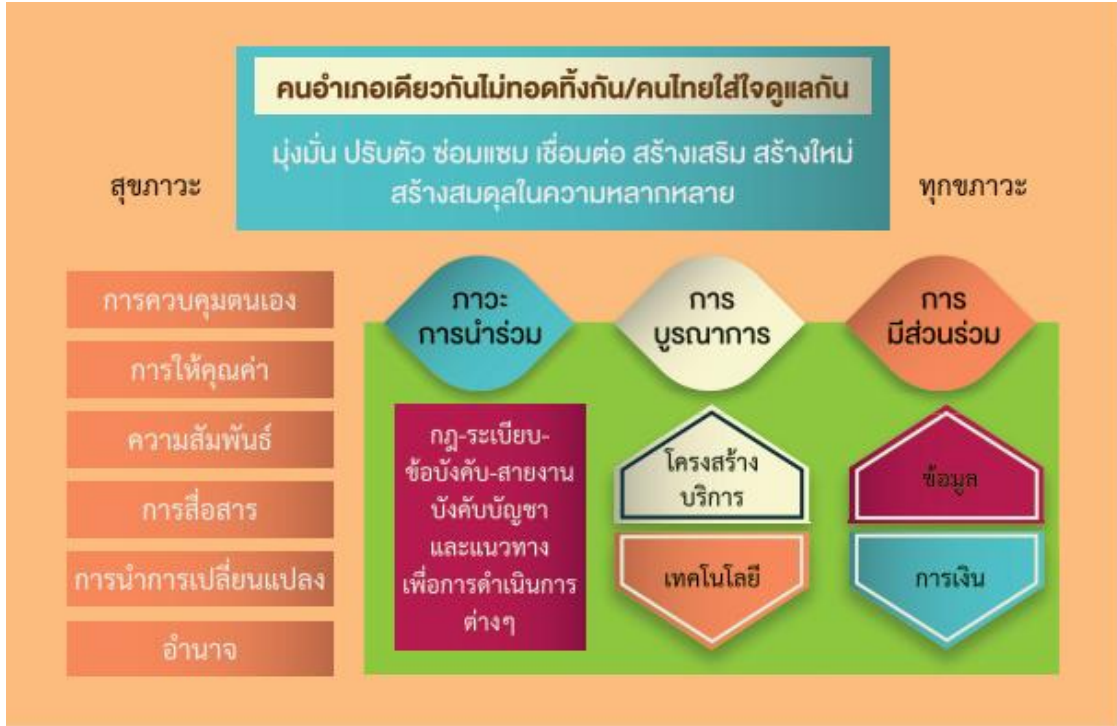 คนอำเภอเดียวกันไม่ทอดทิ้งกัน/คนไทยใส่ใจดูแลกัน
มุ่งมั่น ปรับตัว ซ่อมแซม เชื่อมต่อ สร้างเสริม สร้างใหม่
สร้างสมดุลในความหลากหลาย
สุขภาวะ
ทุกขภาวะ
การควบคุมตนเอง
การให้คุณค่า
ความสัมพันธ์
การสื่อสาร
การนำการเปลี่ยนแปลง
อำนาจ
ภาวะ
การนำร่วม
การ
บูรณาการ
การ
มีส่วนร่วม
กฎ-ระเบียบ-
ข้อบังคับ-สายงาน
บังคับบัญชา
และแนวทาง
เพื่อการดำเนินการ
ต่างๆ
โครงสร้าง
บริการ
เทคโนโลยี
ข้อมูล
การเงิน